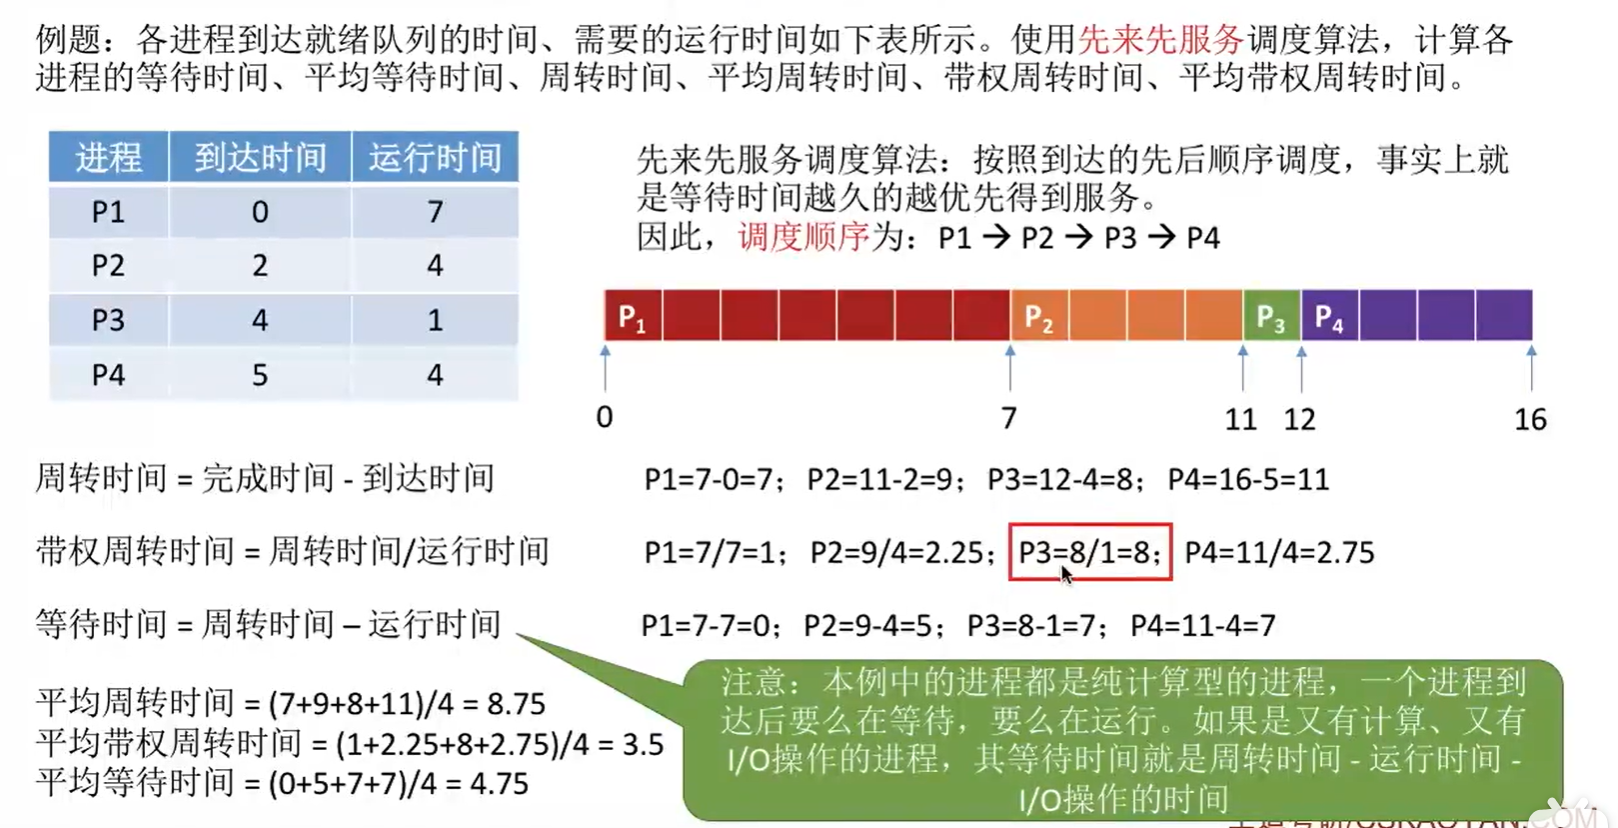 例题：各进程到达就绪队列的时间、需要的运行时间如下表所示。使用先来先服务调度算法，计算各
进程的等待时间、平均等待时间、周转时间、平均周转时间、带权周转时间、平均带权周转时间。
进程 到达时间 运行时间
P1 0 7
P2 2 4
P3 4 1
P4 5 4
先来先服务调度算法：按照到达的先后顺序调度，事实上就
是等待时间越久的越优先得到服务。
因此，调度顺序为：P1 → P2 → P3 → P4
P1 P2 P3 P4
0 7 11 12 16
周转时间 = 完成时间 - 到达时间
P1=7-0=7；P2=11-2=9；P3=12-4=8；P4=16-5=11
带权周转时间 = 周转时间/运行时间
P1=7/7=1；P2=9/4=2.25；P3=8/1=8；P4=11/4=2.75
等待时间 = 周转时间 – 运行时间
P1=7-7=0；P2=9-4=5；P3=8-1=7；P4=11-4=7
注意：本例中的进程都是纯计算型的进程，一个进程到
达后要么在等待，要么在运行。如果是又有计算、又有
I/O操作的进程，其等待时间就是周转时间 - 运行时间 -
I/O操作的时间
平均周转时间 = (7+9+8+11)/4 = 8.75
平均带权周转时间 = (1+2.25+8+2.75)/4 = 3.5
平均等待时间 = (0+5+7+7)/4 = 4.75